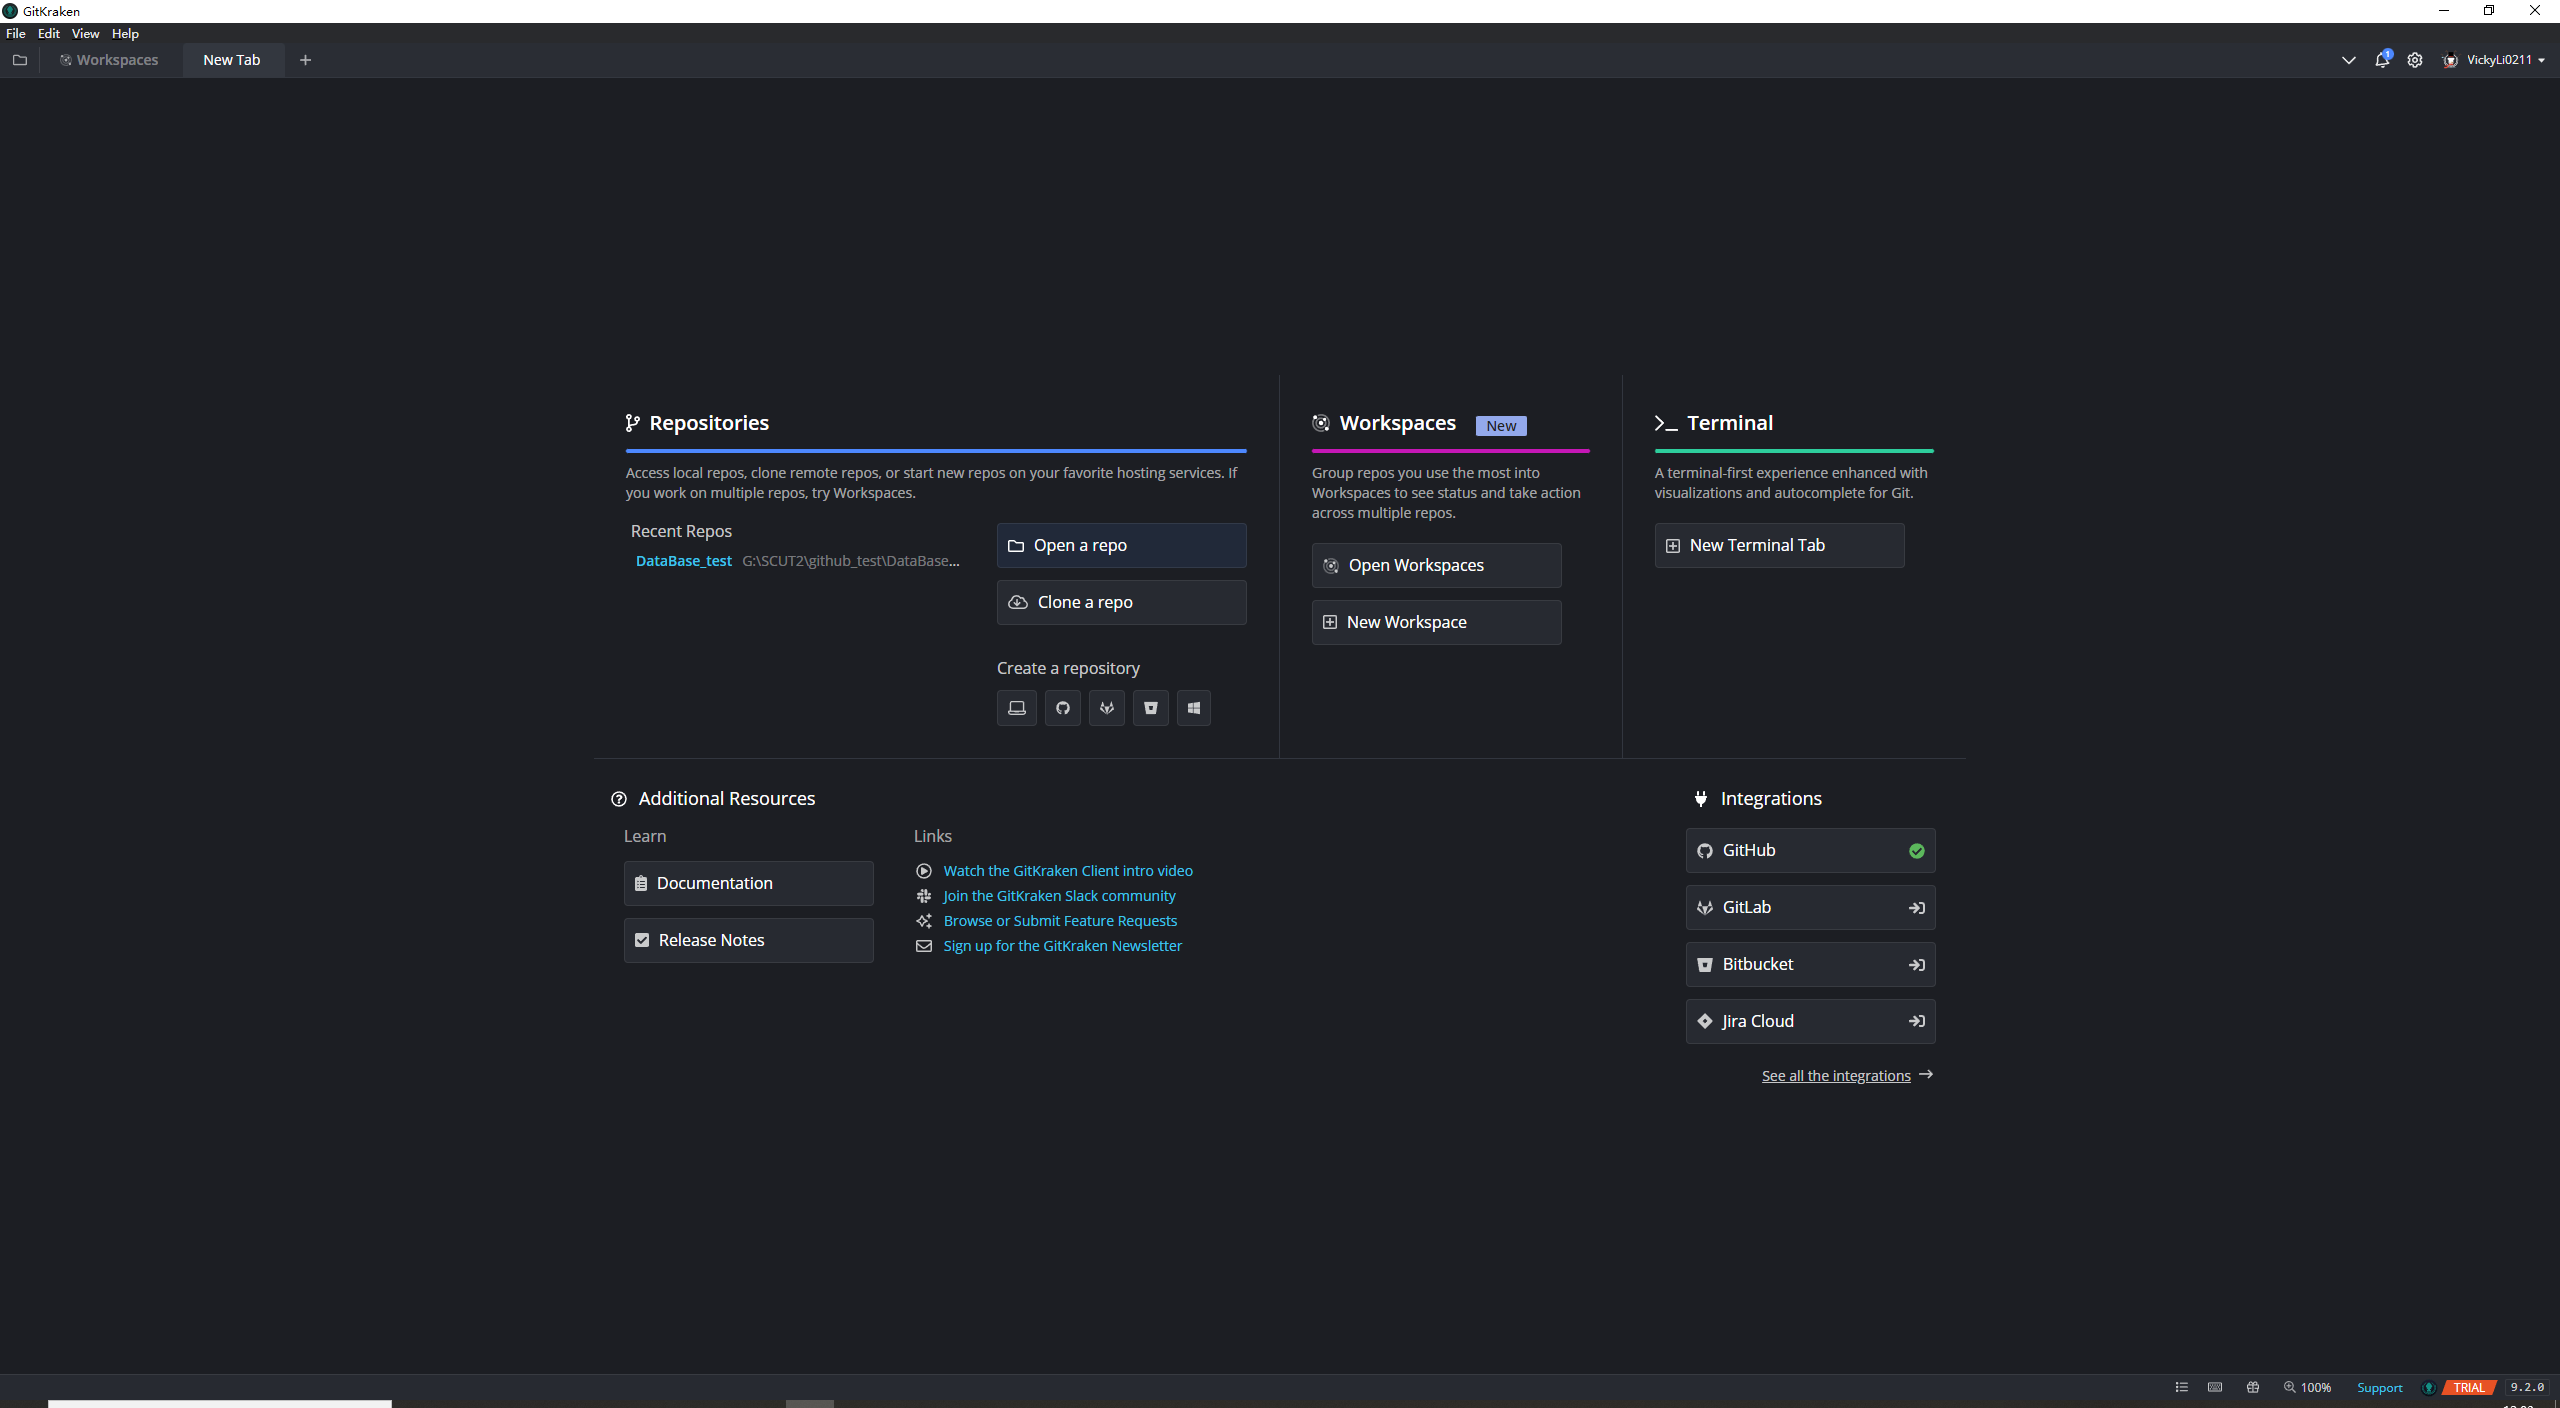 GitKraken
File Edit View Help
Workspaces
New Tab
1
VickyLi0211
Repositories
Access local repos, clone remote repos, or start new repos on your favorite hosting services. If
you work on multiple repos, try Workspaces.
Recent Repos
DataBase_test G:\SCUT2\github_test\DataBase...
Open a repo
Clone a repo
Create a repository
Workspaces New
Group repos you use the most into
Workspaces to see status and take action
across multiple repos.
Open Workspaces
New Workspace
Terminal
A terminal-first experience enhanced with
visualizations and autocomplete for Git.
New Terminal Tab
Additional Resources
Learn
Documentation
Release Notes
Links
Watch the GitKraken Client intro video
Join the GitKraken Slack community
Browse or Submit Feature Requests
Sign up for the GitKraken Newsletter
Integrations
GitHub
GitLab
Bitbucket
Jira Cloud
See all the integrations
100%
Support
TRIAL
9.2.0